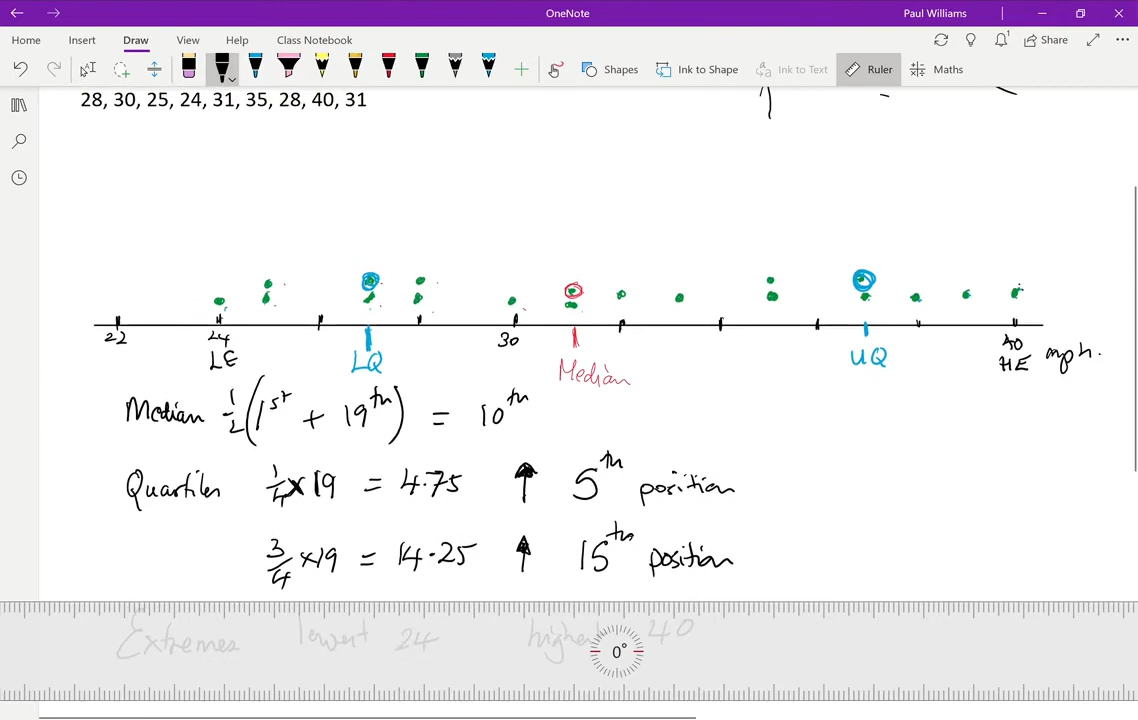 OneNote
Paul Williams
Home Insert Draw View Help Class Notebook
Share
Shapes Ink to Shape Ink to Text Ruler Maths
28, 30, 25, 24, 31, 35, 28, 40, 31
22 24 30 40 mph.
LE LQ Median UQ HE
Median 1/2 (1st + 19th) = 10th
Quartiles 1/4 × 19 = 4.75 ↑ 5th position
3/4 × 19 = 14.25 ↑ 15th position
Extremes lowest 24 highest 40
0°